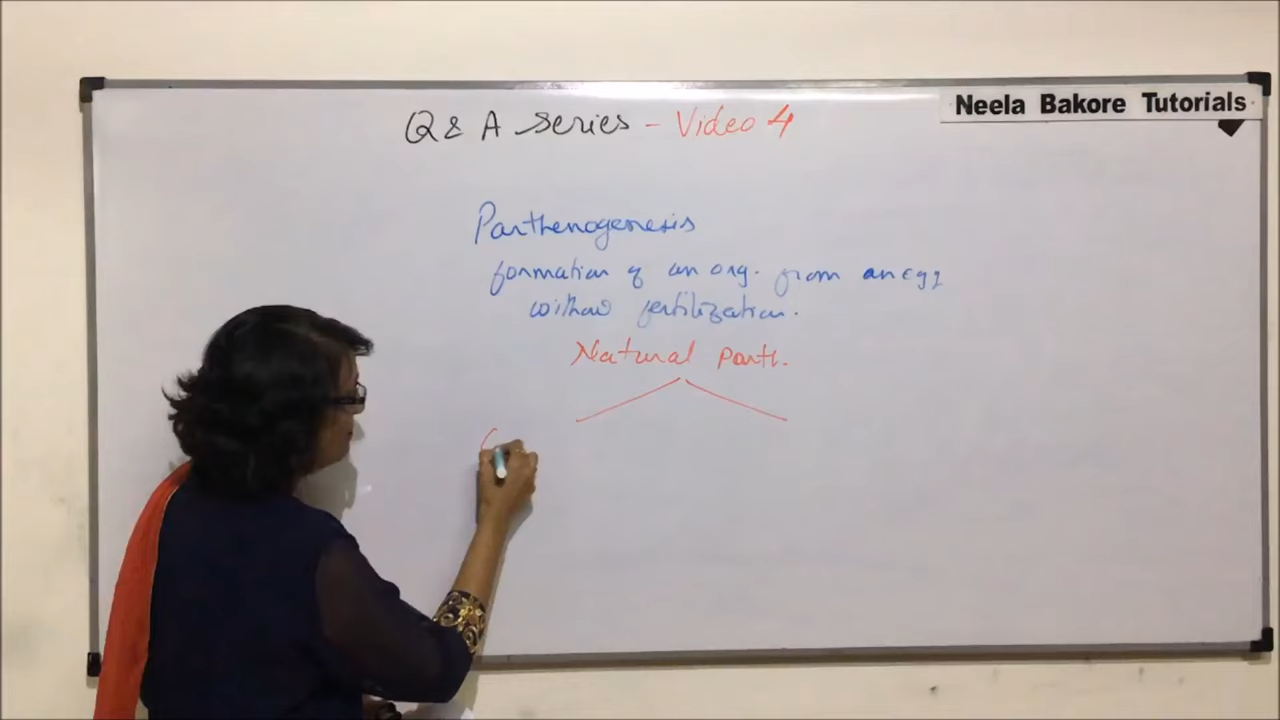 Neela Bakore Tutorials
Q & A Series - Video 4
Parthenogenesis
formation of an org. from an egg
without fertilization.
Natural Parth.